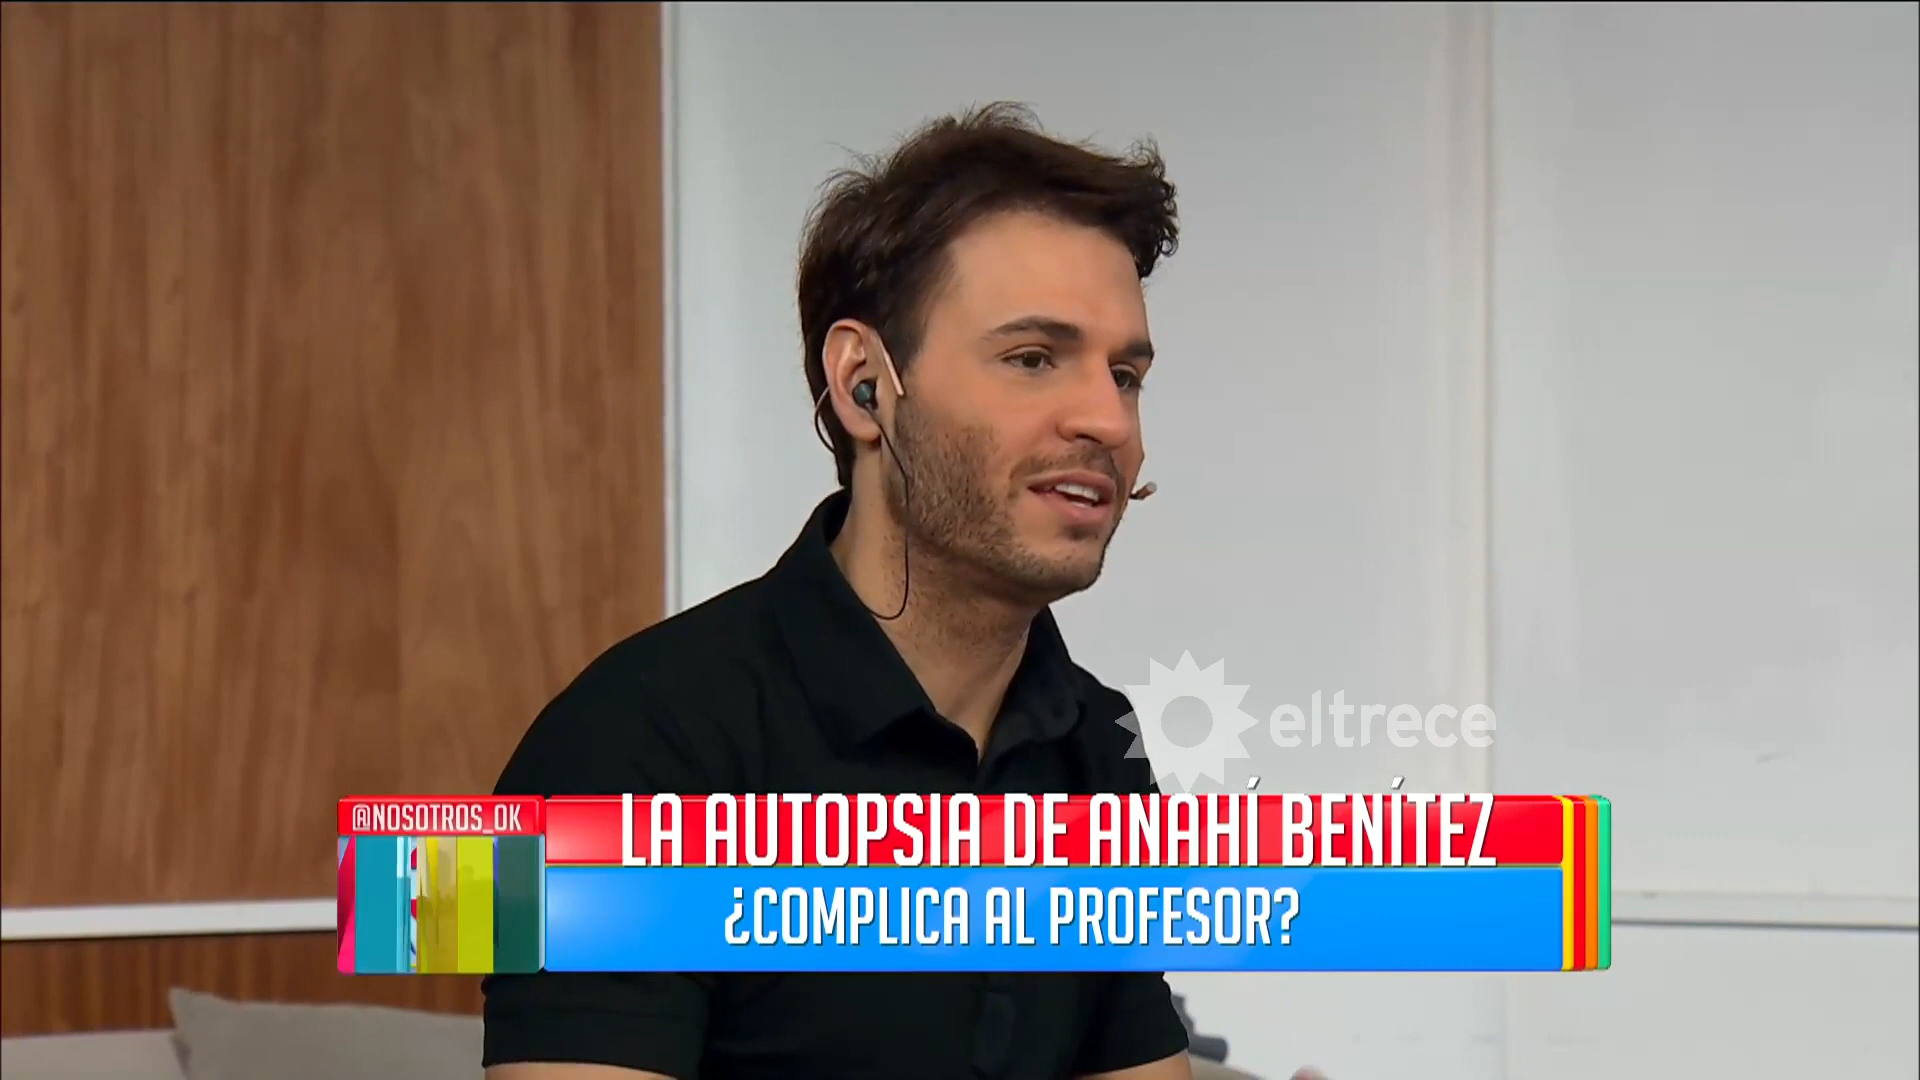 eltrece
@NOSOTROS_OK
LA AUTOPSIA DE ANAHÍ BENÍTEZ
¿COMPLICA AL PROFESOR?